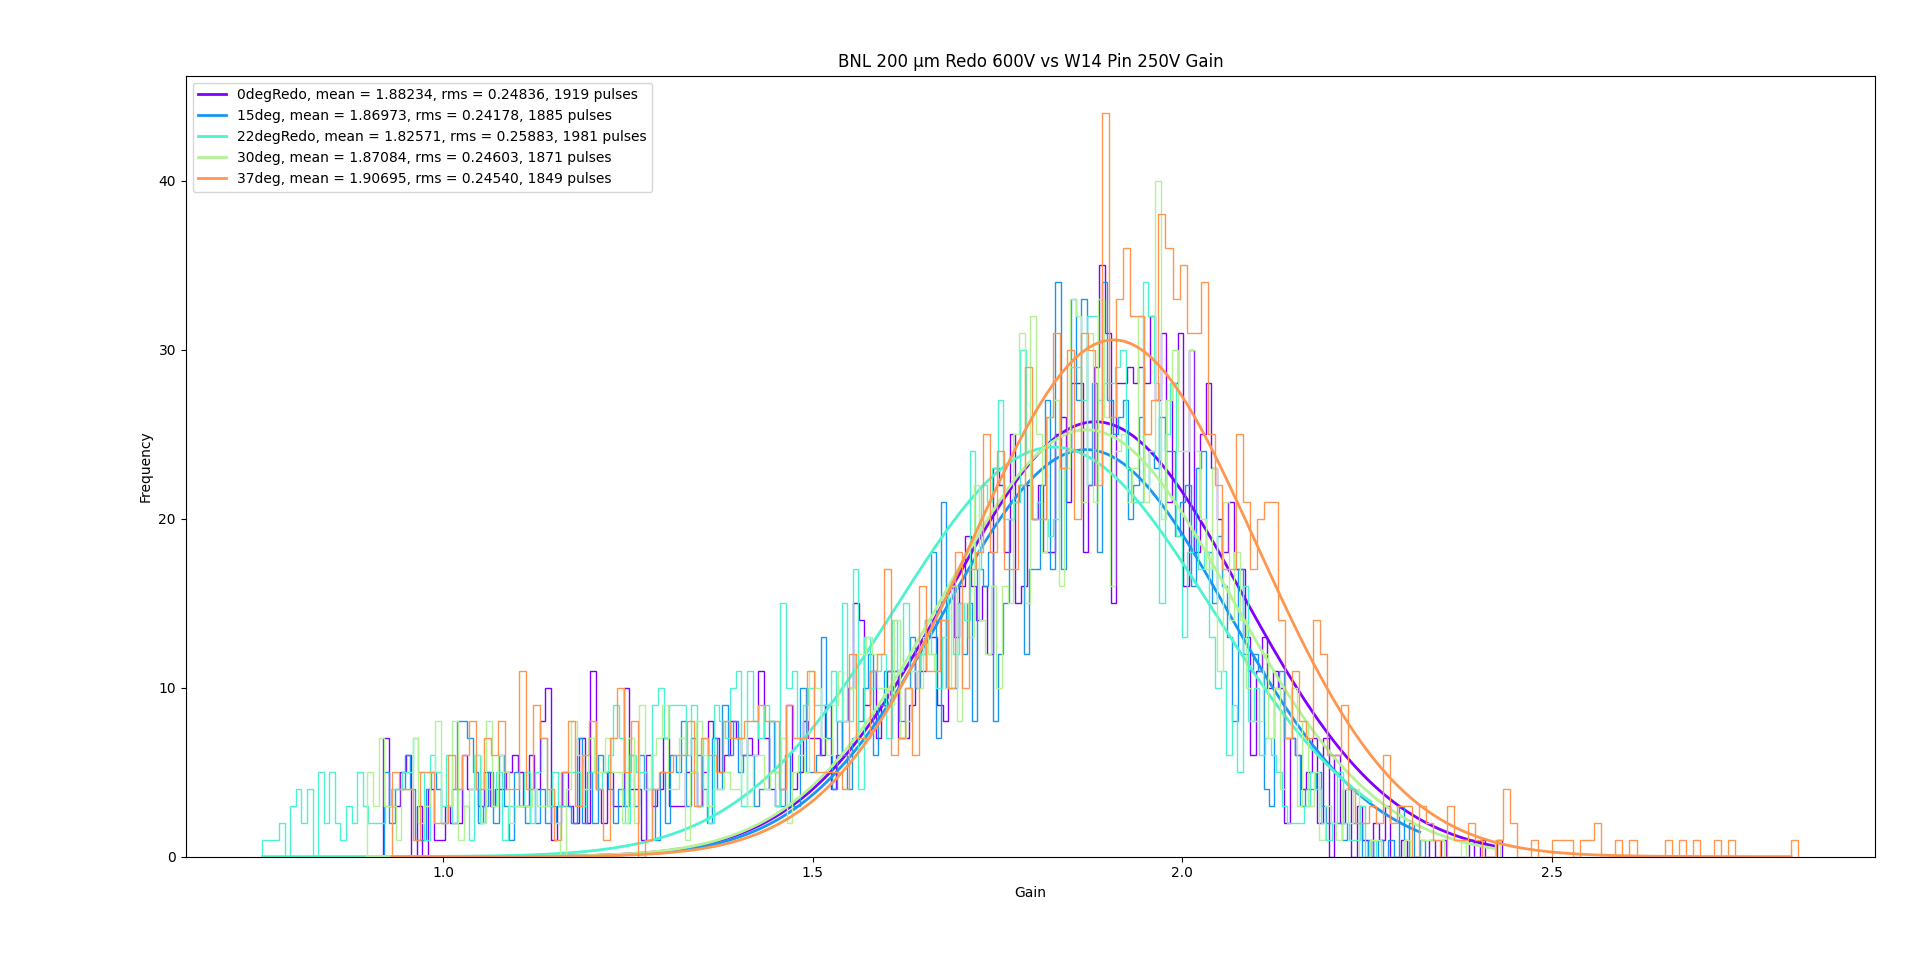 BNL 200 µm Redo 600V vs W14 Pin 250V Gain
0degRedo, mean = 1.88234, rms = 0.24836, 1919 pulses
15deg, mean = 1.86973, rms = 0.24178, 1885 pulses
22degRedo, mean = 1.82571, rms = 0.25883, 1981 pulses
30deg, mean = 1.87084, rms = 0.24603, 1871 pulses
37deg, mean = 1.90695, rms = 0.24540, 1849 pulses
Frequency
40
30
20
10
0
1.0 1.5 2.0 2.5
Gain